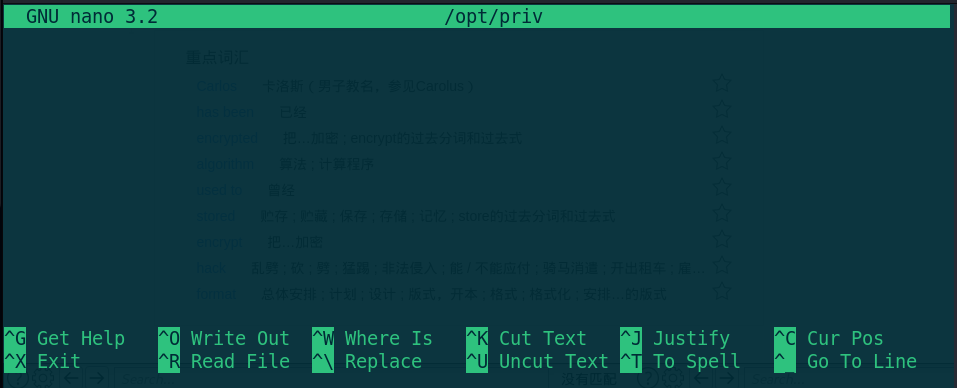 GNU nano 3.2 /opt/priv
重点词汇
Carlos 卡洛斯（男子教名，参见Carolus）
has been 已经
encrypted 把…加密；encrypt的过去分词和过去式
algorithm 算法；计算程序
used to 曾经
stores 贮存；贮藏；保存；存储；记忆；store的过去分词和过去式
encrypt 把…加密
hack 乱劈；砍；劈；猛踢；非法侵入；能/不能应付；骑马消遣；开出租车；雇...
format 总体安排；计划；设计；版式，开本；格式；格式化；安排…的版式
^G Get Help ^O Write Out ^W Where Is ^K Cut Text ^J Justify ^C Cur Pos
^X Exit ^R Read File ^\ Replace ^U Uncut Text ^T To Spell ^_ Go To Line
没有匹配